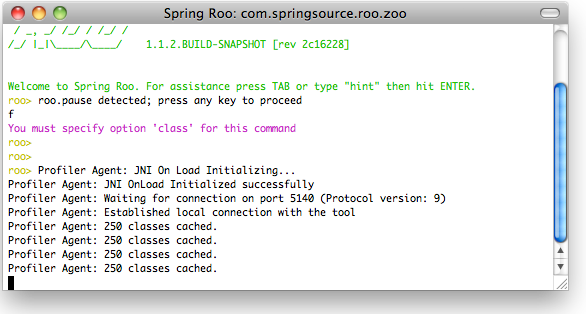 Spring Roo: com.springsource.roo.zoo
/ _, _/ /_/ / /_/ /
/_/ |_|\____/\____/    1.1.2.BUILD-SNAPSHOT [rev 2c16228]
Welcome to Spring Roo. For assistance press TAB or type "hint" then hit ENTER.
roo> roo.pause detected; press any key to proceed
f
You must specify option 'class' for this command
roo>
roo>
roo> Profiler Agent: JNI On Load Initializing...
Profiler Agent: JNI OnLoad Initialized successfully
Profiler Agent: Waiting for connection on port 5140 (Protocol version: 9)
Profiler Agent: Established local connection with the tool
Profiler Agent: 250 classes cached.
Profiler Agent: 250 classes cached.
Profiler Agent: 250 classes cached.
Profiler Agent: 250 classes cached.